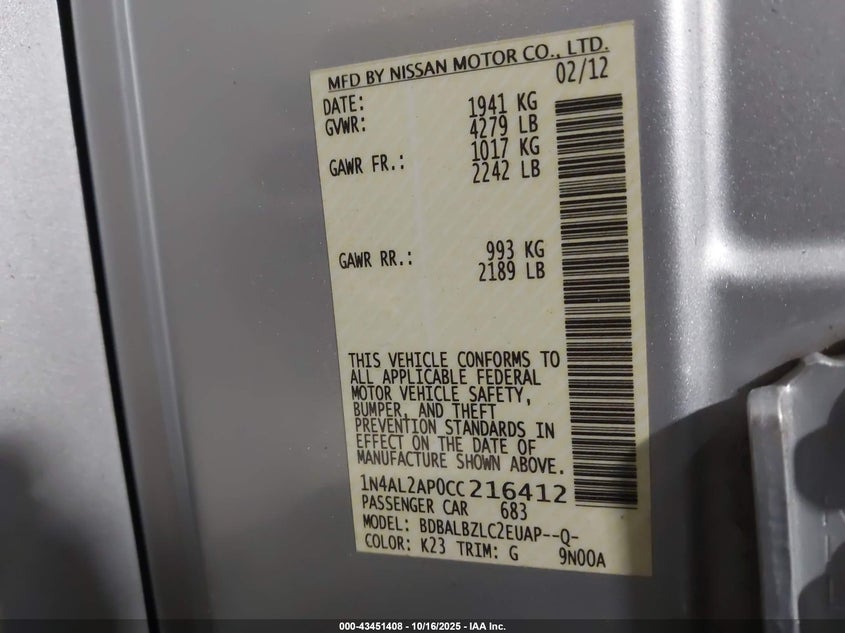 MFD BY NISSAN MOTOR CO., LTD.
DATE: 02/12
GVWR: 1941 KG
4279 LB
GAWR FR.: 1017 KG
2242 LB
GAWR RR.: 993 KG
2189 LB
THIS VEHICLE CONFORMS TO
ALL APPLICABLE FEDERAL
MOTOR VEHICLE SAFETY,
BUMPER, AND THEFT
PREVENTION STANDARDS IN
EFFECT ON THE DATE OF
MANUFACTURE SHOWN ABOVE.
1N4AL2AP0CC216412
PASSENGER CAR 683
MODEL: BDBALBZLC2EUAP--Q-
COLOR: K23 TRIM: G 9N00A
000-43451408 - 10/16/2025 - IAA Inc.